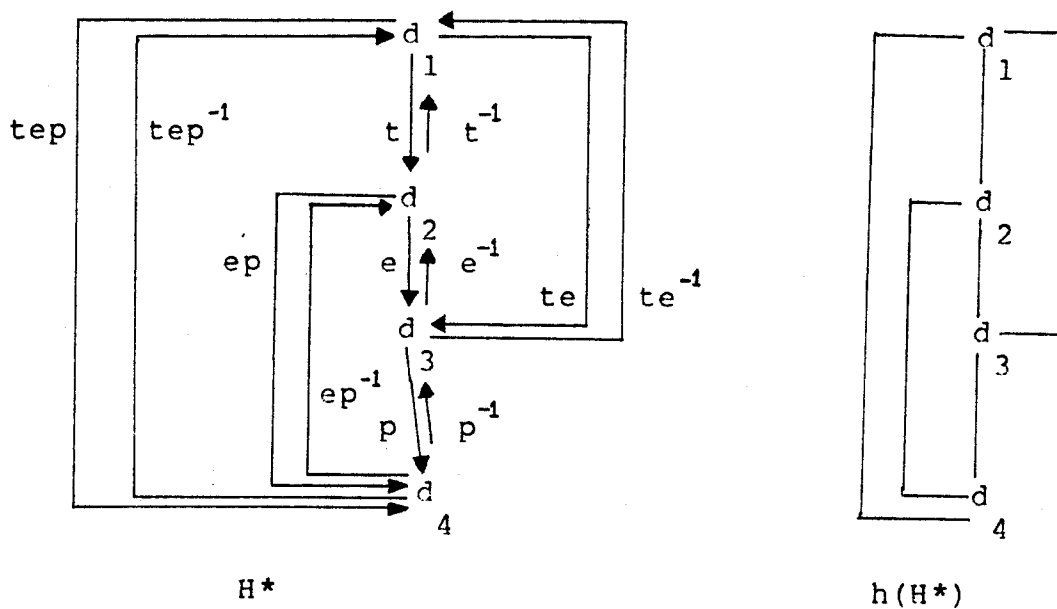 d d
1 1
tep tep⁻¹ t t⁻¹
d d
2 2
ep e e⁻¹ te te⁻¹
d d
3 3
ep⁻¹ p p⁻¹
d d
4 4
H* h(H*)